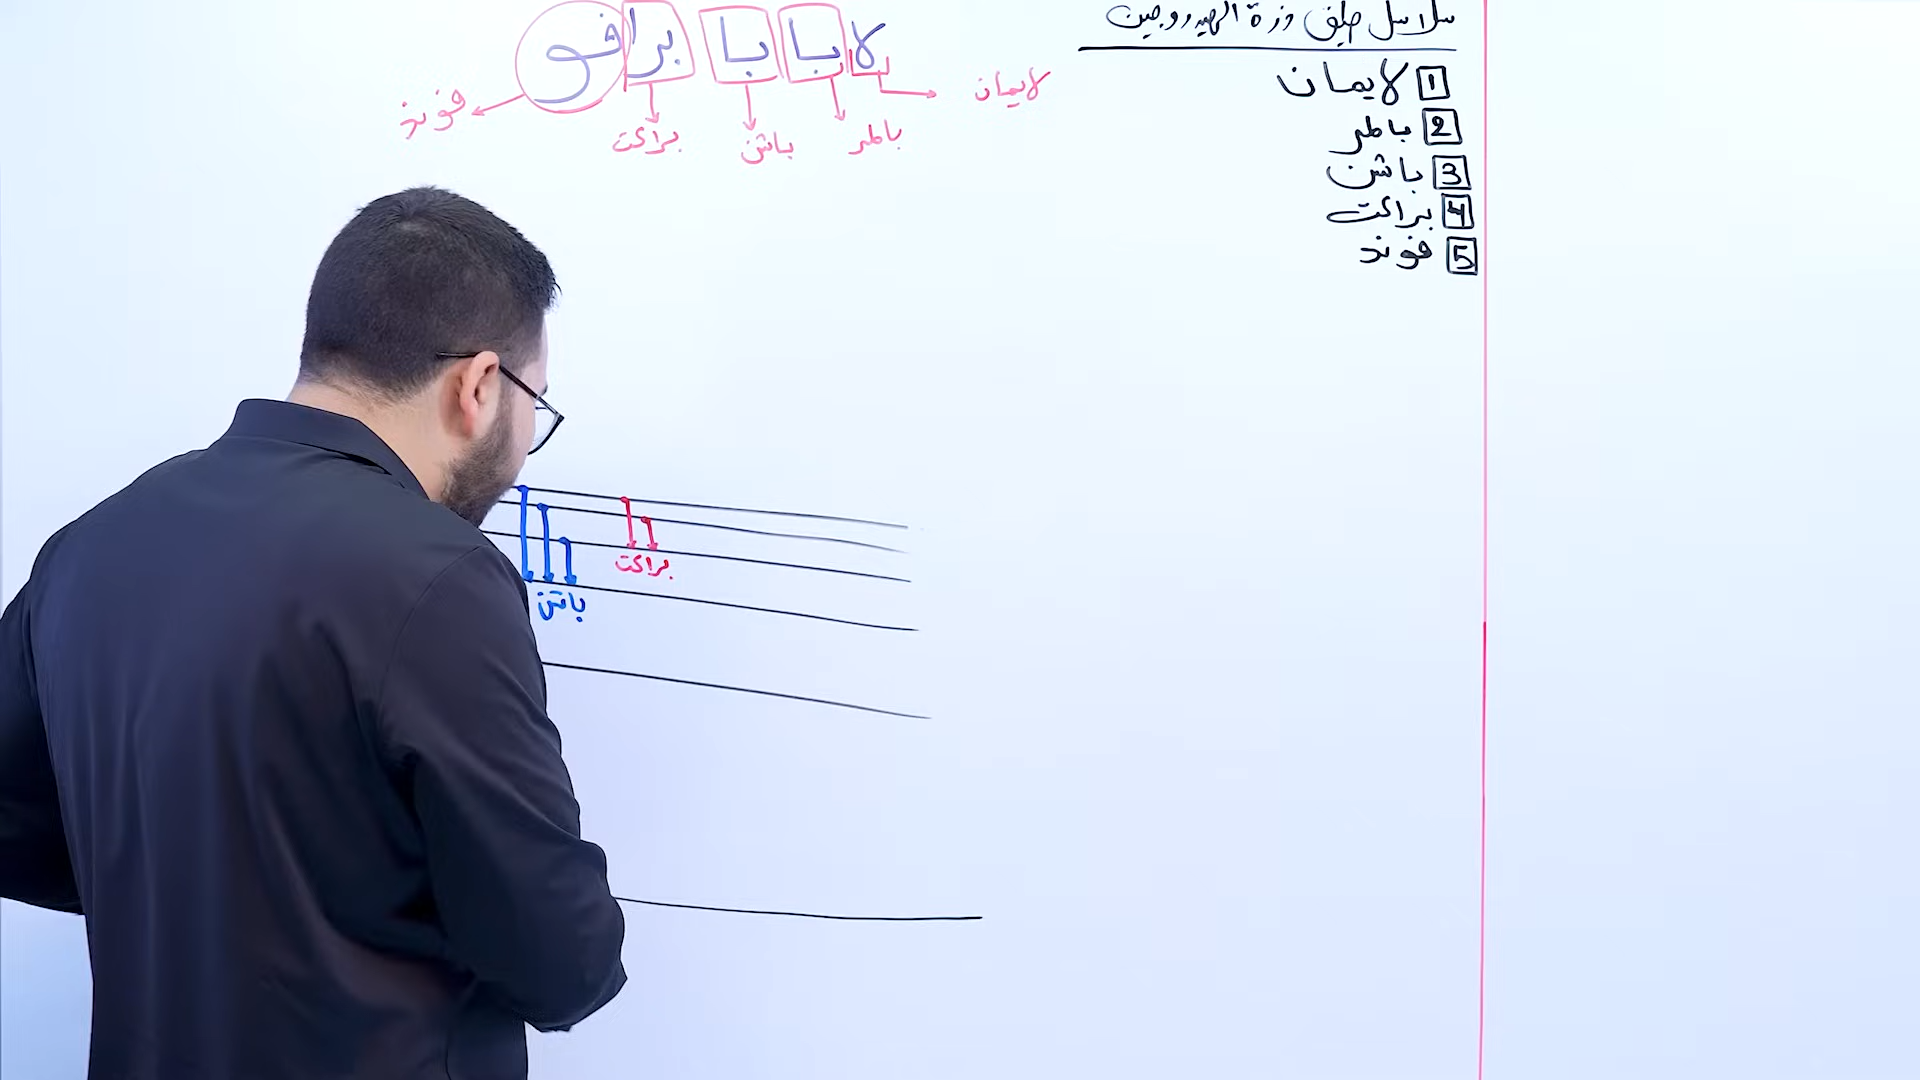 سلاسل طيف ذرة الهيدروجين
1 لايمان
2 بالمر
3 باشن
4 براكت
5 فوند
لا با با برا فو
لايمان
بالمر
باشن
براكت
فوند
براكت
باشن